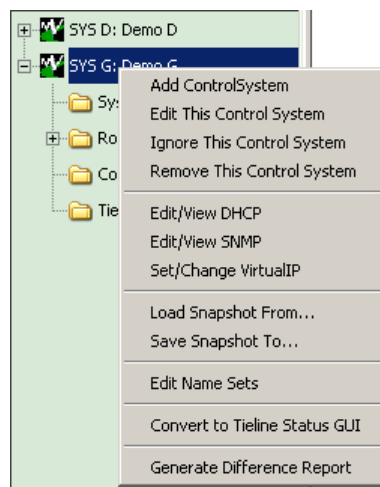 SYS D: Demo D
SYS G: Demo G
Sy
Ro
Co
Tie
Add ControlSystem
Edit This Control System
Ignore This Control System
Remove This Control System
Edit/View DHCP
Edit/View SNMP
Set/Change VirtualIP
Load Snapshot From...
Save Snapshot To...
Edit Name Sets
Convert to Tieline Status GUI
Generate Difference Report